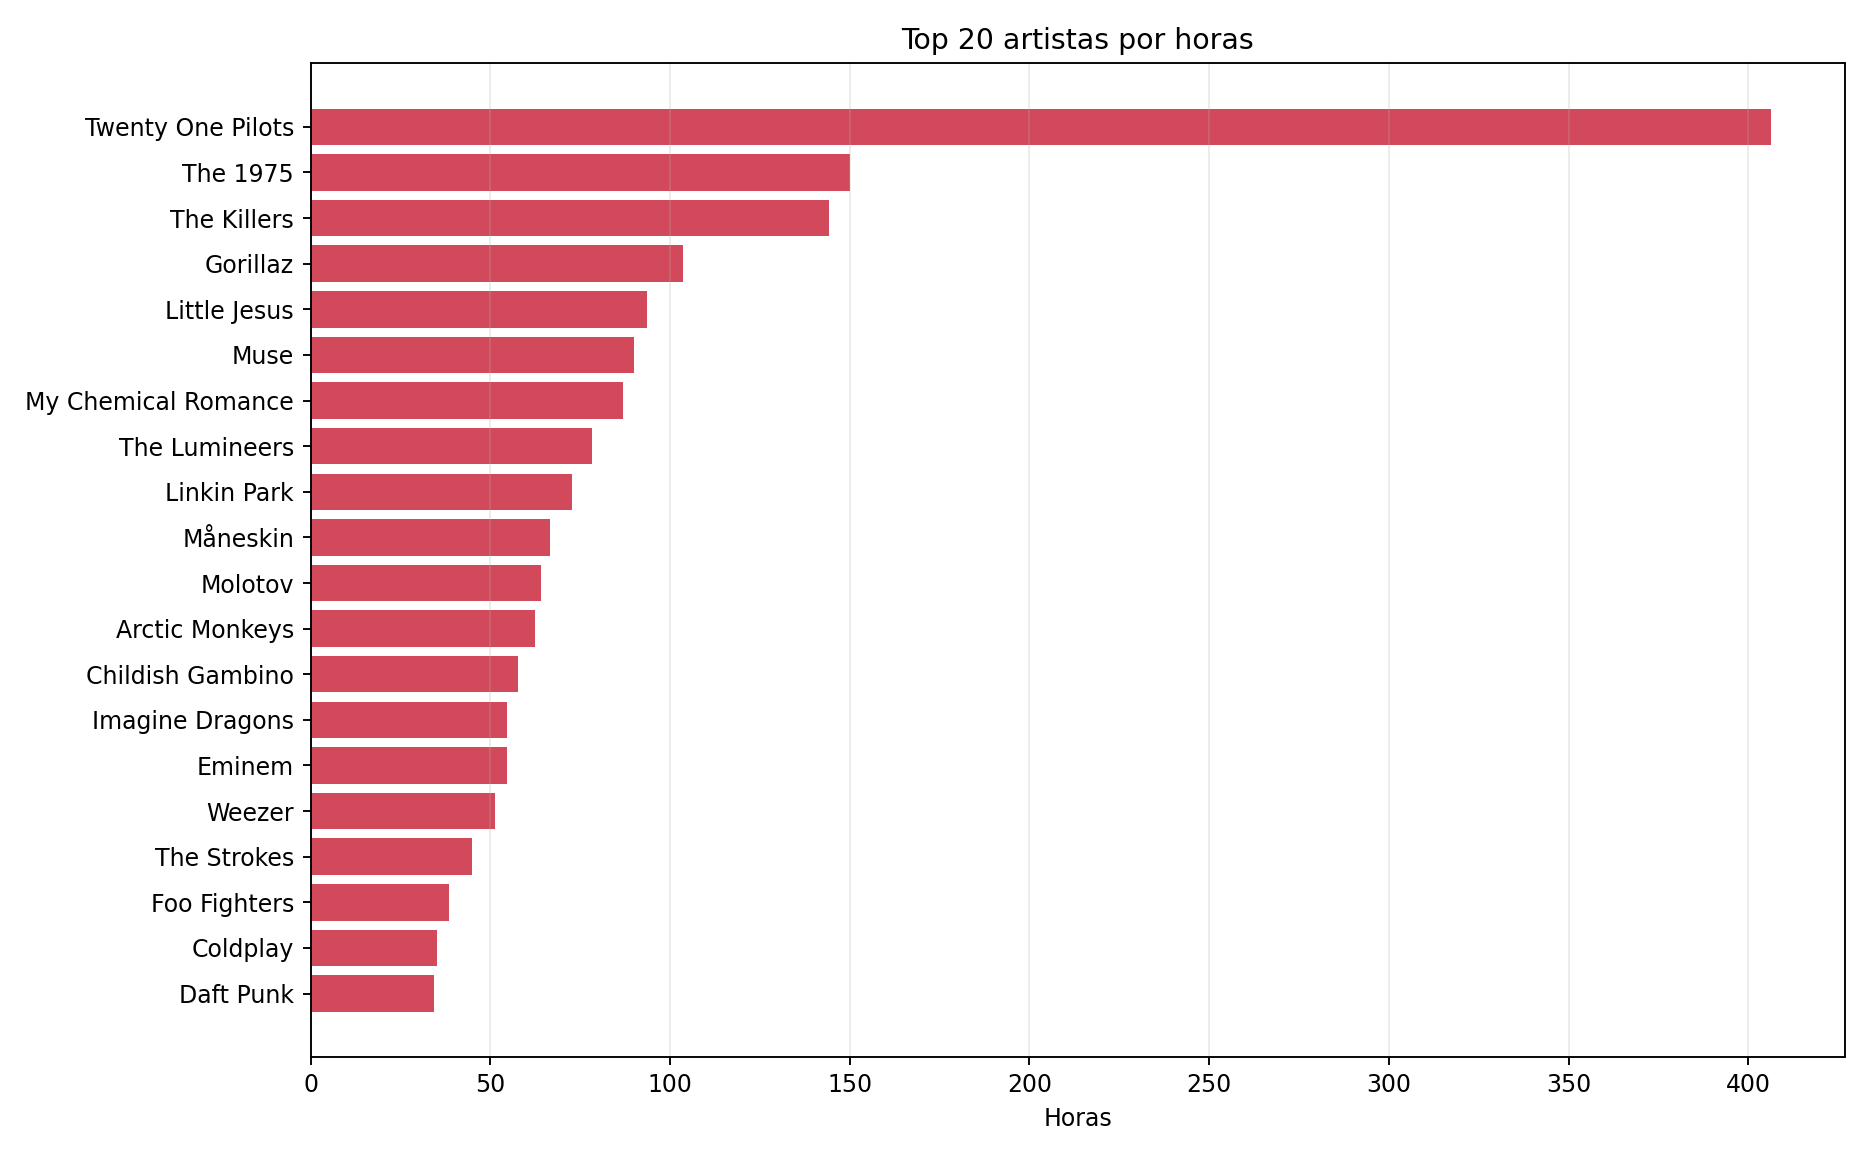 Top 20 artistas por horas
Twenty One Pilots
The 1975
The Killers
Gorillaz
Little Jesus
Muse
My Chemical Romance
The Lumineers
Linkin Park
Måneskin
Molotov
Arctic Monkeys
Childish Gambino
Imagine Dragons
Eminem
Weezer
The Strokes
Foo Fighters
Coldplay
Daft Punk
0 50 100 150 200 250 300 350 400
Horas